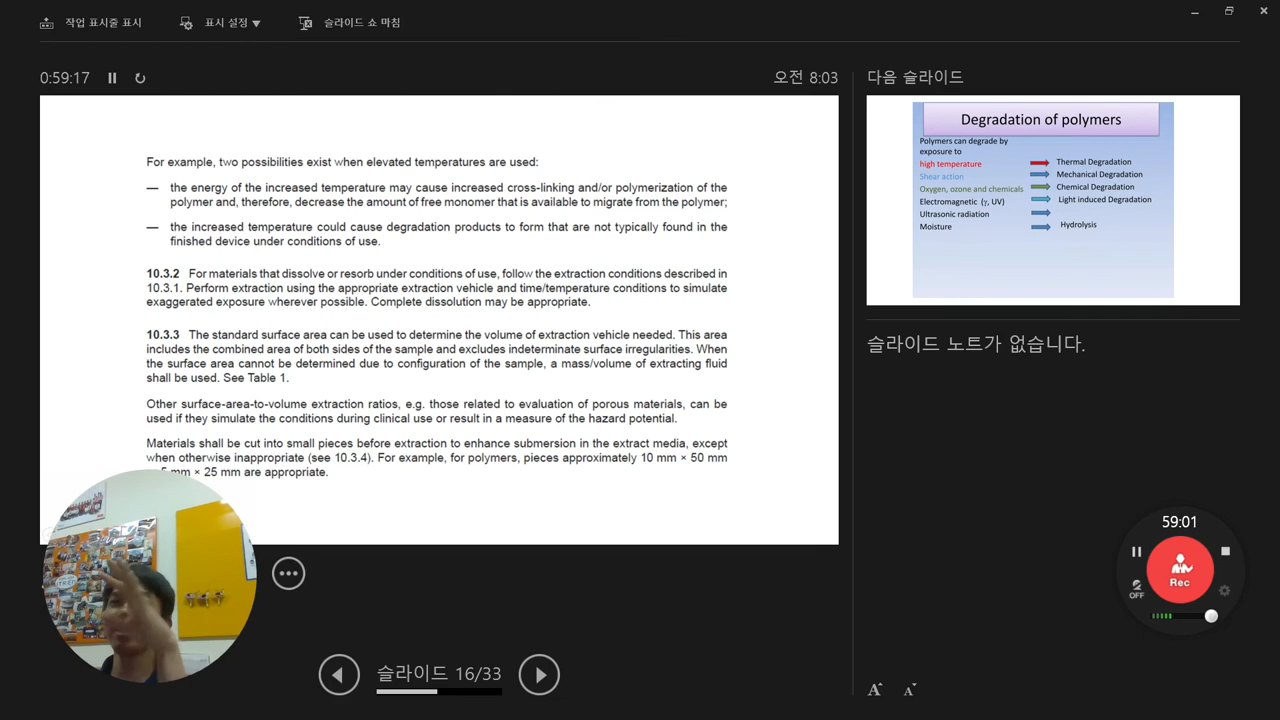 작업 표시줄 표시
표시 설정
슬라이드 쇼 마침
0:59:17
오전 8:03
For example, two possibilities exist when elevated temperatures are used:
— the energy of the increased temperature may cause increased cross-linking and/or polymerization of the
polymer and, therefore, decrease the amount of free monomer that is available to migrate from the polymer;
— the increased temperature could cause degradation products to form that are not typically found in the
finished device under conditions of use.
10.3.2 For materials that dissolve or resorb under conditions of use, follow the extraction conditions described in
10.3.1. Perform extraction using the appropriate extraction vehicle and time/temperature conditions to simulate
exaggerated exposure wherever possible. Complete dissolution may be appropriate.
10.3.3 The standard surface area can be used to determine the volume of extraction vehicle needed. This area
includes the combined area of both sides of the sample and excludes indeterminate surface irregularities. When
the surface area cannot be determined due to configuration of the sample, a mass/volume of extracting fluid
shall be used. See Table 1.
Other surface-area-to-volume extraction ratios, e.g. those related to evaluation of porous materials, can be
used if they simulate the conditions during clinical use or result in a measure of the hazard potential.
Materials shall be cut into small pieces before extraction to enhance submersion in the extract media, except
when otherwise inappropriate (see 10.3.4). For example, for polymers, pieces approximately 10 mm × 50 mm
5 mm × 25 mm are appropriate.
슬라이드 16/33
다음 슬라이드
Degradation of polymers
Polymers can degrade by
exposure to
high temperature Thermal Degradation
Shear action Mechanical Degradation
Oxygen, ozone and chemicals Chemical Degradation
Electromagnetic (γ, UV) Light induced Degradation
Ultrasonic radiation
Moisture Hydrolysis
슬라이드 노트가 없습니다.
59:01
Rec
OFF
A A